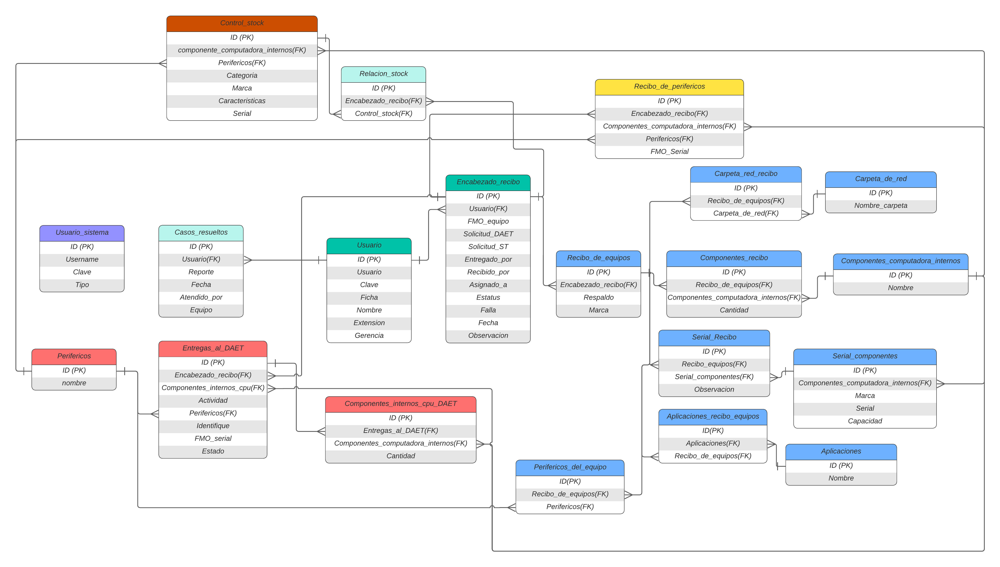 Control_stock
ID (PK)
componente_computadora_internos(FK)
Perifericos(FK)
Categoria
Marca
Caracteristicas
Serial
Relacion_stock
ID (PK)
Encabezado_recibo(FK)
Control_stock(FK)
Recibo_de_perifericos
ID (PK)
Encabezado_recibo(FK)
Componentes_computadora_internos(FK)
Perifericos(FK)
FMO_Serial
Carpeta_red_recibo
ID (PK)
Recibo_de_equipos(FK)
Carpeta_de_red(FK)
Carpeta_de_red
ID (PK)
Nombre_carpeta
Encabezado_recibo
ID (PK)
Usuario(FK)
FMO_equipo
Solicitud_DAET
Solicitud_ST
Entregado_por
Recibido_por
Asignado_a
Estatus
Falla
Fecha
Observacion
Usuario_sistema
ID (PK)
Username
Clave
Tipo
Casos_resueltos
ID (PK)
Usuario(FK)
Reporte
Fecha
Atendido_por
Equipo
Usuario
ID (PK)
Usuario
Clave
Ficha
Nombre
Extension
Gerencia
Recibo_de_equipos
ID (PK)
Encabezado_recibo(FK)
Respaldo
Marca
Componentes_recibo
ID (PK)
Recibo_de_equipos(FK)
Componentes_computadora_internos(FK)
Cantidad
Componentes_computadora_internos
ID (PK)
Nombre
Perifericos
ID (PK)
nombre
Entregas_al_DAET
ID (PK)
Encabezado_recibo(FK)
Componentes_internos_cpu(FK)
Actividad
Perifericos(FK)
Identifique
FMO_serial
Estado
Componentes_internos_cpu_DAET
ID (PK)
Entregas_al_DAET(FK)
Componentes_computadora_internos(FK)
Cantidad
Serial_Recibo
ID (PK)
Recibo_equipos(FK)
Serial_componentes(FK)
Observacion
Serial_componentes
ID (PK)
Componentes_computadora_internos(FK)
Marca
Serial
Capacidad
Aplicaciones_recibo_equipos
ID(PK)
Aplicaciones(FK)
Recibo_de_equipos(FK)
Aplicaciones
ID (PK)
Nombre
Perifericos_del_equipo
ID(PK)
Recibo_de_equipos(FK)
Perifericos(FK)